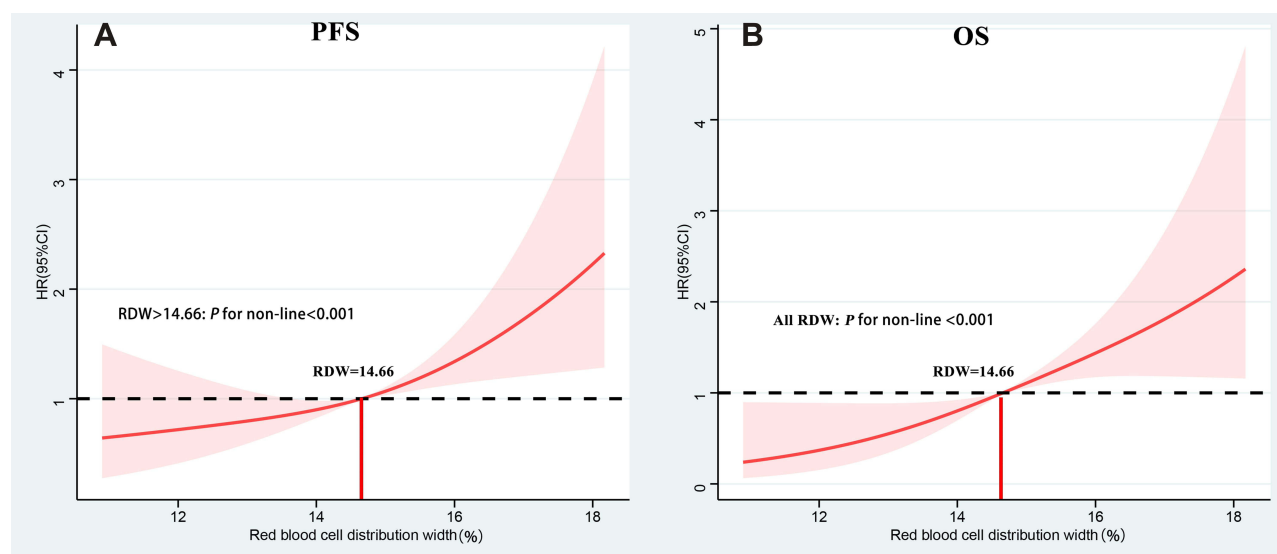 A
PFS
4
3
2
1
HR(95%CI)
RDW>14.66: P for non-line<0.001
RDW=14.66
12 14 16 18
Red blood cell distribution width(%)
B
OS
5
4
3
2
1
0
HR(95%CI)
All RDW: P for non-line <0.001
RDW=14.66
12 14 16 18
Red blood cell distribution width(%)